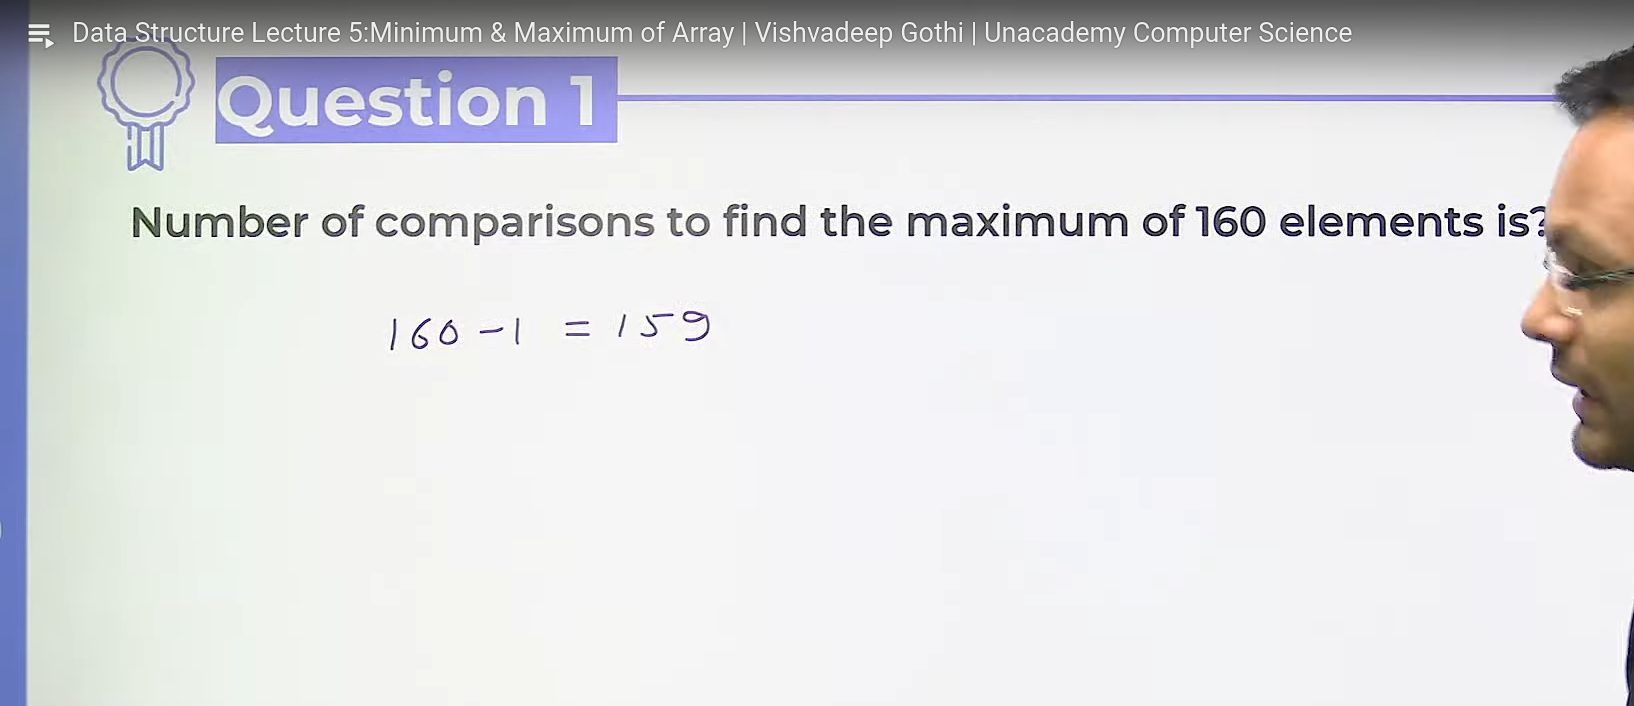 Data Structure Lecture 5:Minimum & Maximum of Array | Vishvadeep Gothi | Unacademy Computer Science
Question 1
Number of comparisons to find the maximum of 160 elements is?
160 - 1 = 159